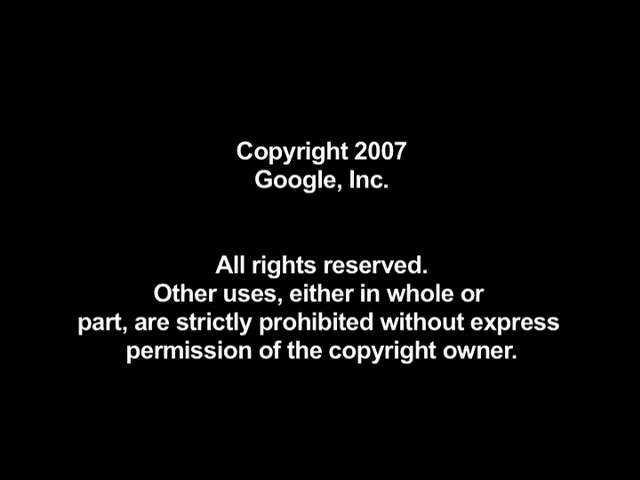 Copyright 2007
Google, Inc.
All rights reserved.
Other uses, either in whole or
part, are strictly prohibited without express
permission of the copyright owner.